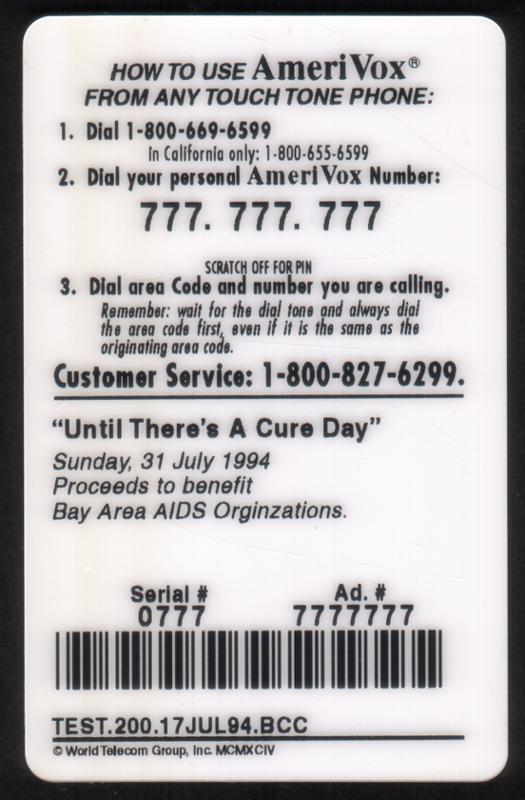 HOW TO USE AmeriVox®
FROM ANY TOUCH TONE PHONE:
1. Dial 1-800-669-6599
In California only: 1-800-655-6599
2. Dial your personal AmeriVox Number:
777. 777. 777
SCRATCH OFF FOR PIN
3. Dial area Code and number you are calling.
Remember: wait for the dial tone and always dial
the area code first, even if it is the same as the
originating area code.
Customer Service: 1-800-827-6299.
“Until There's A Cure Day”
Sunday, 31 July 1994
Proceeds to benefit
Bay Area AIDS Orginzations.
Serial # Ad. #
0777 7777777
TEST.200.17JUL94.BCC
© World Telecom Group, Inc. MCMXCIV